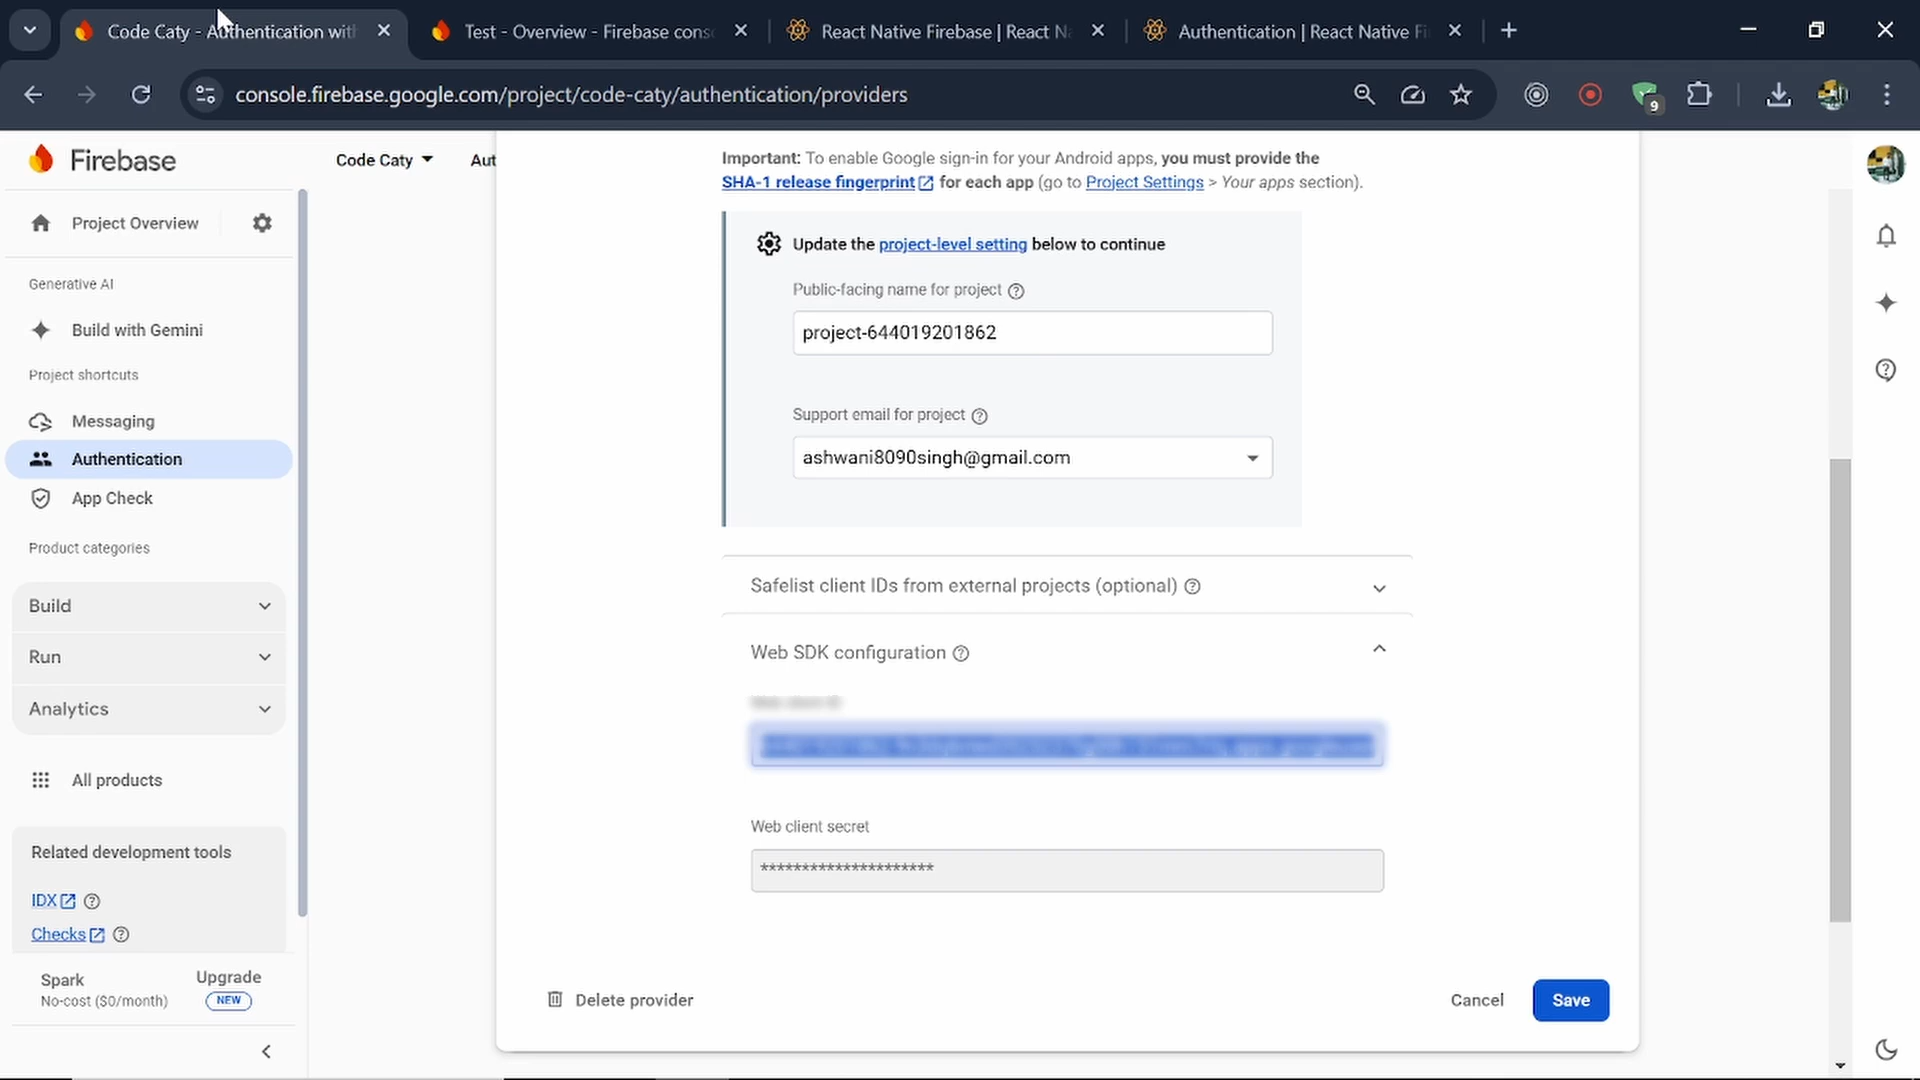 Code Caty - Authentication with
Test - Overview - Firebase conso
React Native Firebase | React Na
Authentication | React Native Fi
console.firebase.google.com/project/code-caty/authentication/providers
9
Firebase
Code Caty
Aut
Project Overview
Generative AI
Build with Gemini
Project shortcuts
Messaging
Authentication
App Check
Product categories
Build
Run
Analytics
All products
Related development tools
IDX
Checks
Spark
No-cost ($0/month)
Upgrade
NEW
Important: To enable Google sign-in for your Android apps, you must provide the
SHA-1 release fingerprint for each app (go to Project Settings > Your apps section).
Update the project-level setting below to continue
Public-facing name for project
project-644019201862
Support email for project
ashwani8090singh@gmail.com
Safelist client IDs from external projects (optional)
Web SDK configuration
Web client secret
*********************
Delete provider
Cancel
Save